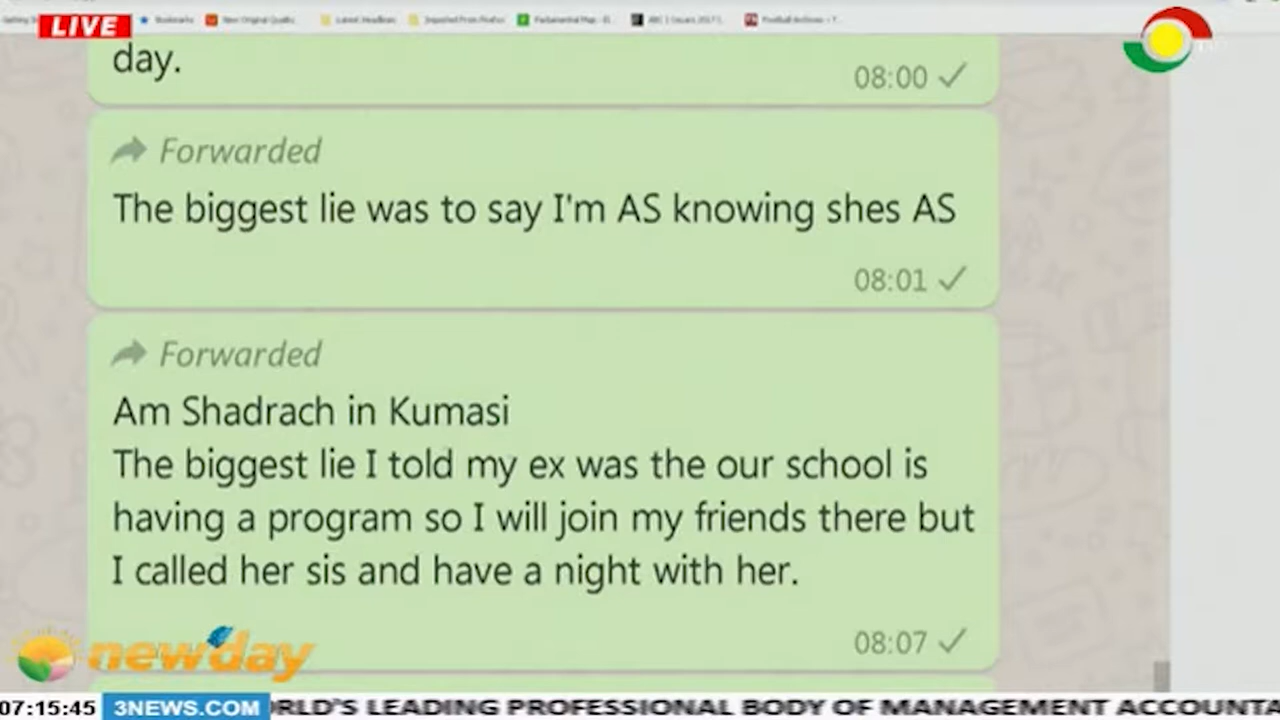 LIVE
Bookmarks
day.
08:00
Forwarded
The biggest lie was to say I'm AS knowing shes AS
08:01
Forwarded
Am Shadrach in Kumasi
The biggest lie I told my ex was the our school is
having a program so I will join my friends there but
I called her sis and have a night with her.
08:07
newday
07:15:45 3NEWS.COM ORLD'S LEADING PROFESSIONAL BODY OF MANAGEMENT ACCOUNTA